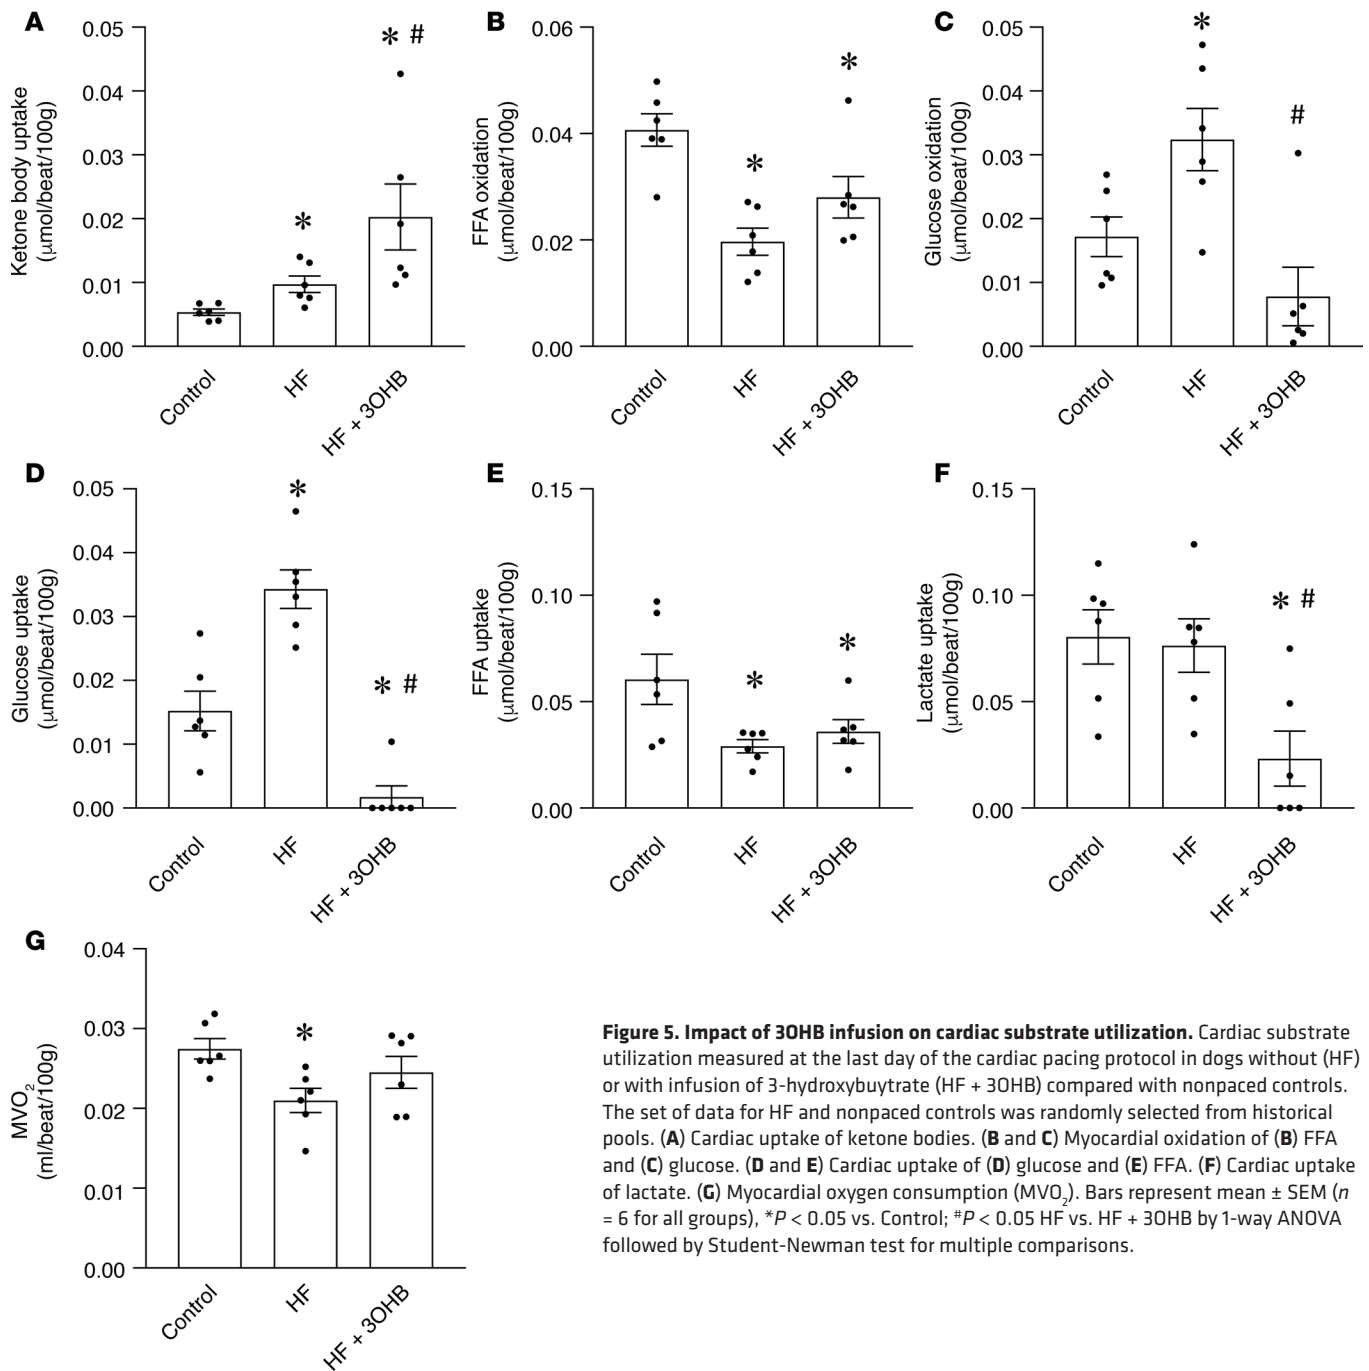 A
Ketone body uptake
(μmol/beat/100g)
0.05
0.04
0.03
0.02
0.01
0.00
*
* #
Control
HF
HF + 3OHB
B
FFA oxidation
(μmol/beat/100g)
0.06
0.04
0.02
0.00
*
*
Control
HF
HF + 3OHB
C
Glucose oxidation
(μmol/beat/100g)
0.05
0.04
0.03
0.02
0.01
0.00
*
#
Control
HF
HF + 3OHB
D
Glucose uptake
(μmol/beat/100g)
0.05
0.04
0.03
0.02
0.01
0.00
*
* #
Control
HF
HF + 3OHB
E
FFA uptake
(μmol/beat/100g)
0.15
0.10
0.05
0.00
*
*
Control
HF
HF + 3OHB
F
Lactate uptake
(μmol/beat/100g)
0.15
0.10
0.05
0.00
* #
Control
HF
HF + 3OHB
G
MVO₂
(ml/beat/100g)
0.04
0.03
0.02
0.01
0.00
*
Control
HF
HF + 3OHB
Figure 5. Impact of 3OHB infusion on cardiac substrate utilization. Cardiac substrate
utilization measured at the last day of the cardiac pacing protocol in dogs without (HF)
or with infusion of 3-hydroxybuytrate (HF + 3OHB) compared with nonpaced controls.
The set of data for HF and nonpaced controls was randomly selected from historical
pools. (A) Cardiac uptake of ketone bodies. (B and C) Myocardial oxidation of (B) FFA
and (C) glucose. (D and E) Cardiac uptake of (D) glucose and (E) FFA. (F) Cardiac uptake
of lactate. (G) Myocardial oxygen consumption (MVO₂). Bars represent mean ± SEM (n
= 6 for all groups), *P < 0.05 vs. Control; #P < 0.05 HF vs. HF + 3OHB by 1-way ANOVA
followed by Student-Newman test for multiple comparisons.